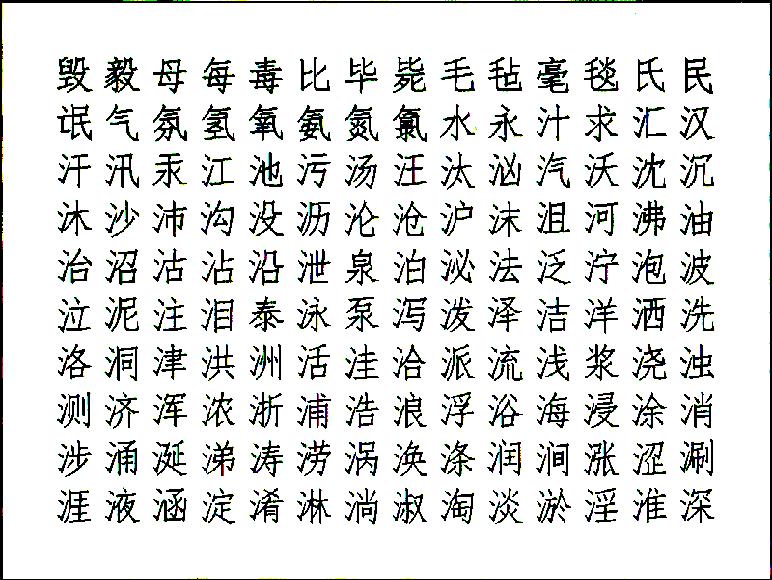 毁毅母每毒比毕毙毛毡毫毯氏民
氓气氛氢氧氨氮氯水永汁求汇汉
汗汛汞江池污汤汪汰汹汽沃沈沉
沐沙沛沟没沥沦沧沪沫沮河沸油
治沼沽沾沿泄泉泊泌法泛泞泡波
泣泥注泪泰泳泵泻泼泽洁洋洒洗
洛洞津洪洲活洼洽派流浅浆浇浊
测济浑浓浙浦浩浪浮浴海浸涂消
涉涌涎涕涛涝涡涣涤润涧涨涩涮
涯液涵淀淆淋淌淑淘淡淤淫淮深